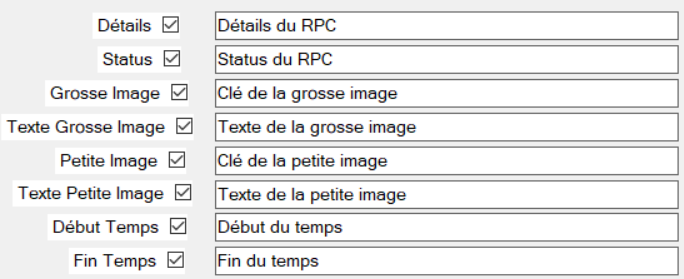 Détails Détails du RPC
Status Status du RPC
Grosse Image Clé de la grosse image
Texte Grosse Image Texte de la grosse image
Petite Image Clé de la petite image
Texte Petite Image Texte de la petite image
Début Temps Début du temps
Fin Temps Fin du temps